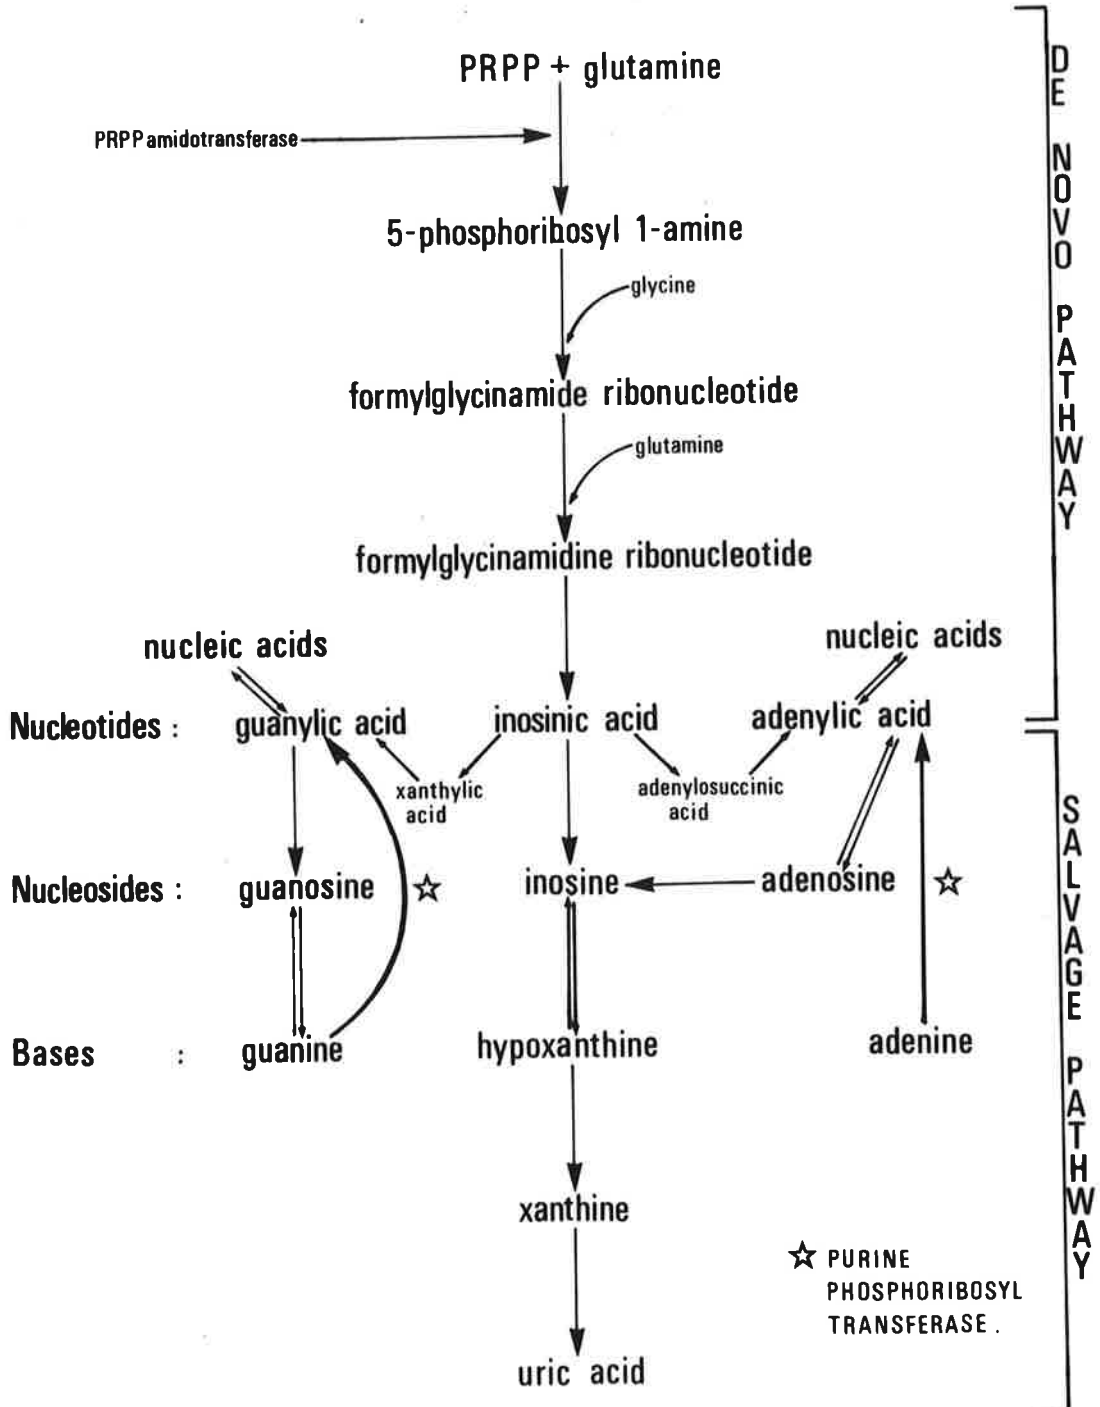 PRPP + glutamine
PRPP amidotransferase
5-phosphoribosyl 1-amine
glycine
formylglycinamide ribonucleotide
glutamine
formylglycinamidine ribonucleotide
nucleic acids
nucleic acids
Nucleotides : guanylic acid inosinic acid adenylic acid
xanthylic
acid
adenylosuccinic
acid
Nucleosides : guanosine ☆ inosine adenosine ☆
Bases : guanine hypoxanthine adenine
xanthine
uric acid
☆ PURINE
PHOSPHORIBOSYL
TRANSFERASE.
DE NOVO PATHWAY
SALVAGE PATHWAY